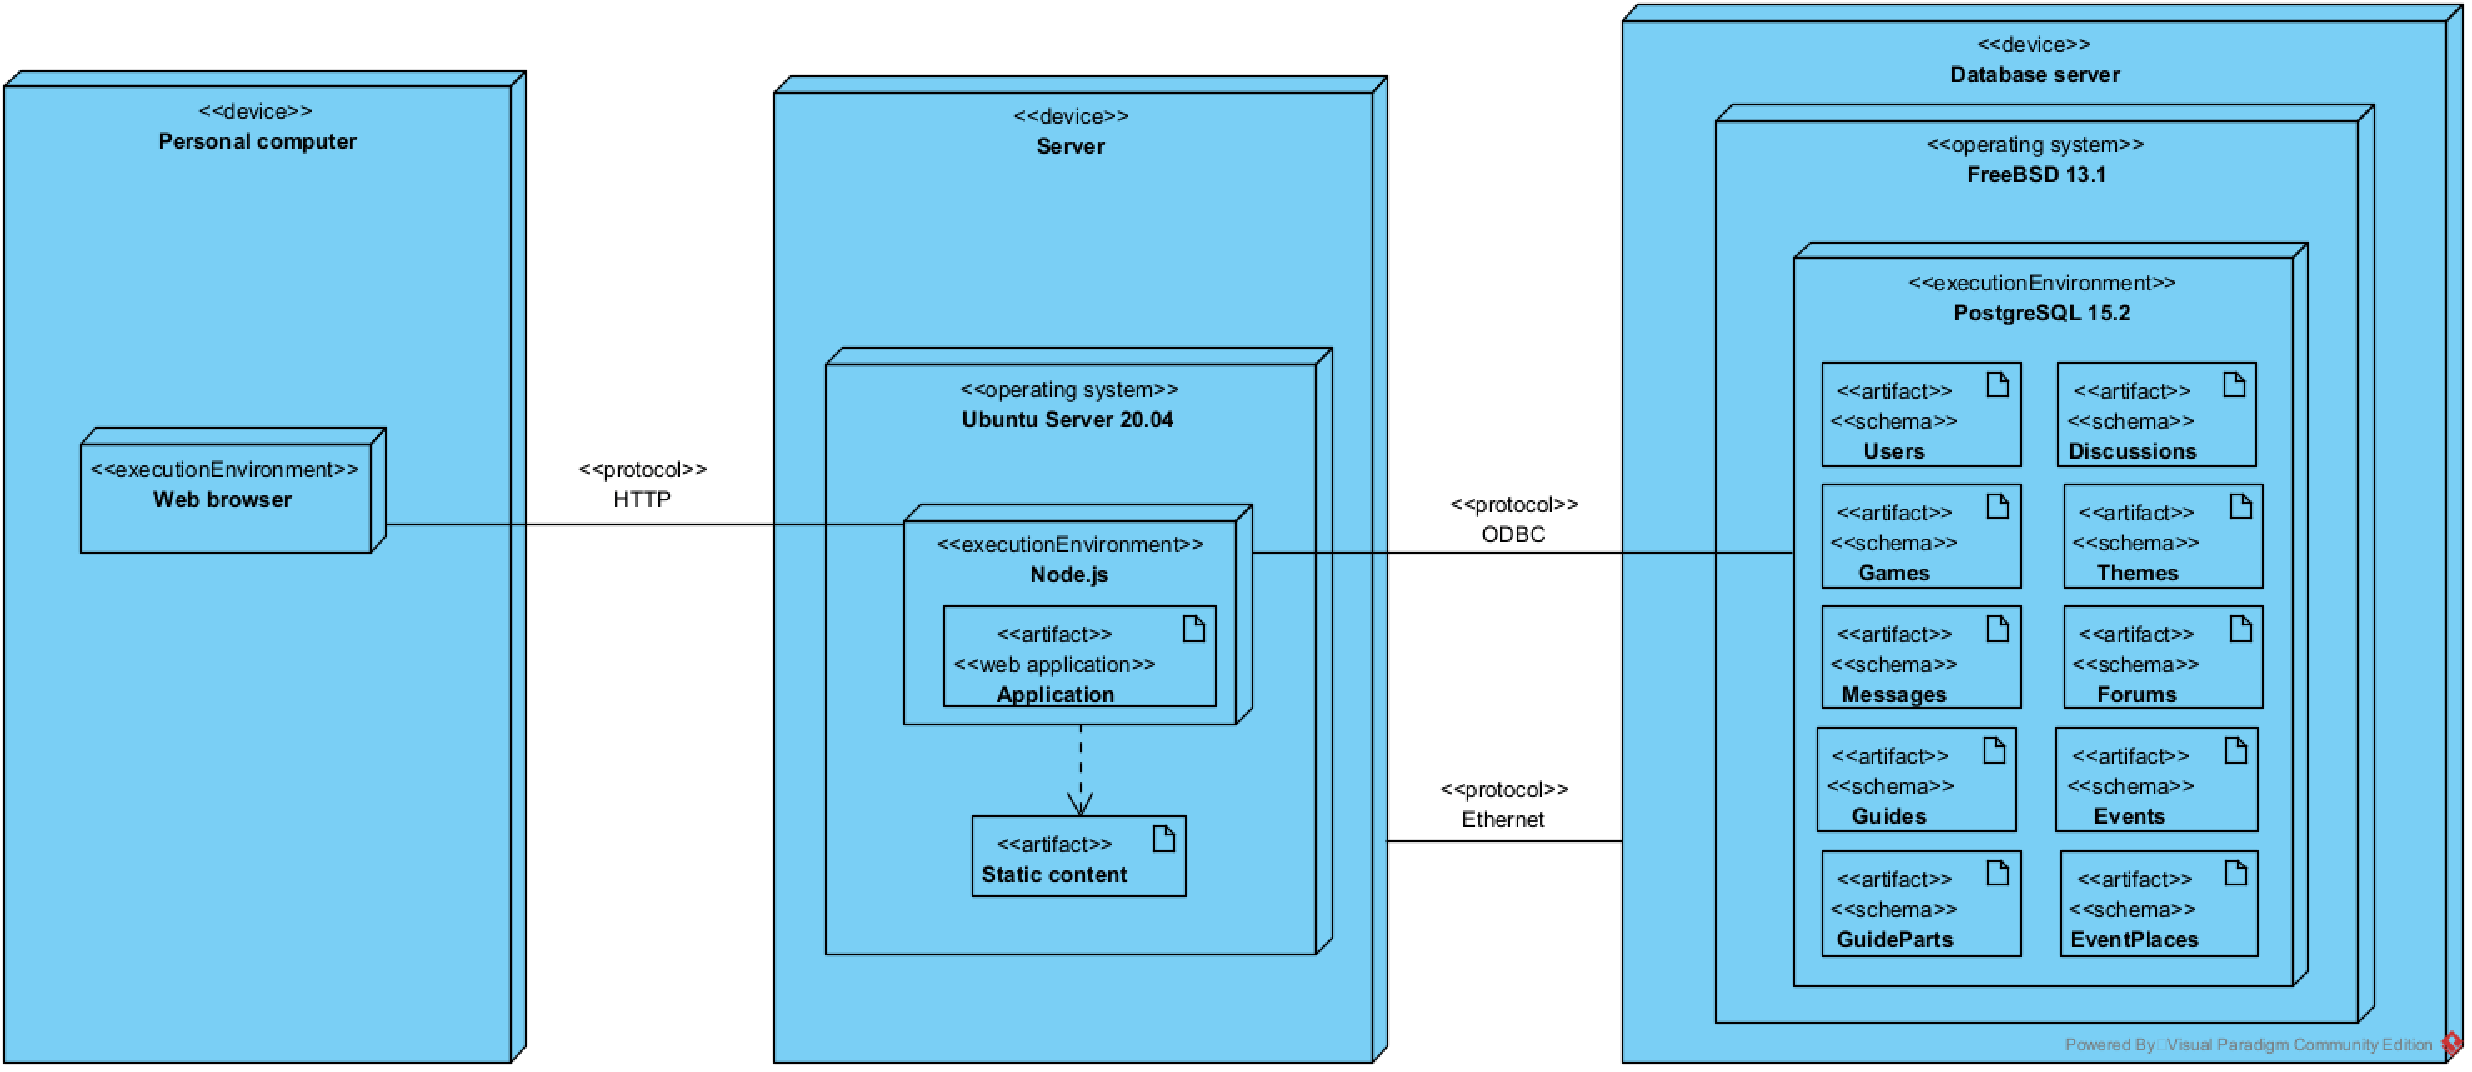 <<device>>
Personal computer
<<executionEnvironment>>
Web browser
<<protocol>>
HTTP
<<device>>
Server
<<operating system>>
Ubuntu Server 20.04
<<executionEnvironment>>
Node.js
<<artifact>>
<<web application>>
Application
<<artifact>>
Static content
<<protocol>>
ODBC
<<protocol>>
Ethernet
<<device>>
Database server
<<operating system>>
FreeBSD 13.1
<<executionEnvironment>>
PostgreSQL 15.2
<<artifact>>
<<schema>>
Users
<<artifact>>
<<schema>>
Discussions
<<artifact>>
<<schema>>
Games
<<artifact>>
<<schema>>
Themes
<<artifact>>
<<schema>>
Messages
<<artifact>>
<<schema>>
Forums
<<artifact>>
<<schema>>
Guides
<<artifact>>
<<schema>>
Events
<<artifact>>
<<schema>>
GuideParts
<<artifact>>
<<schema>>
EventPlaces
Powered By Visual Paradigm Community Edition